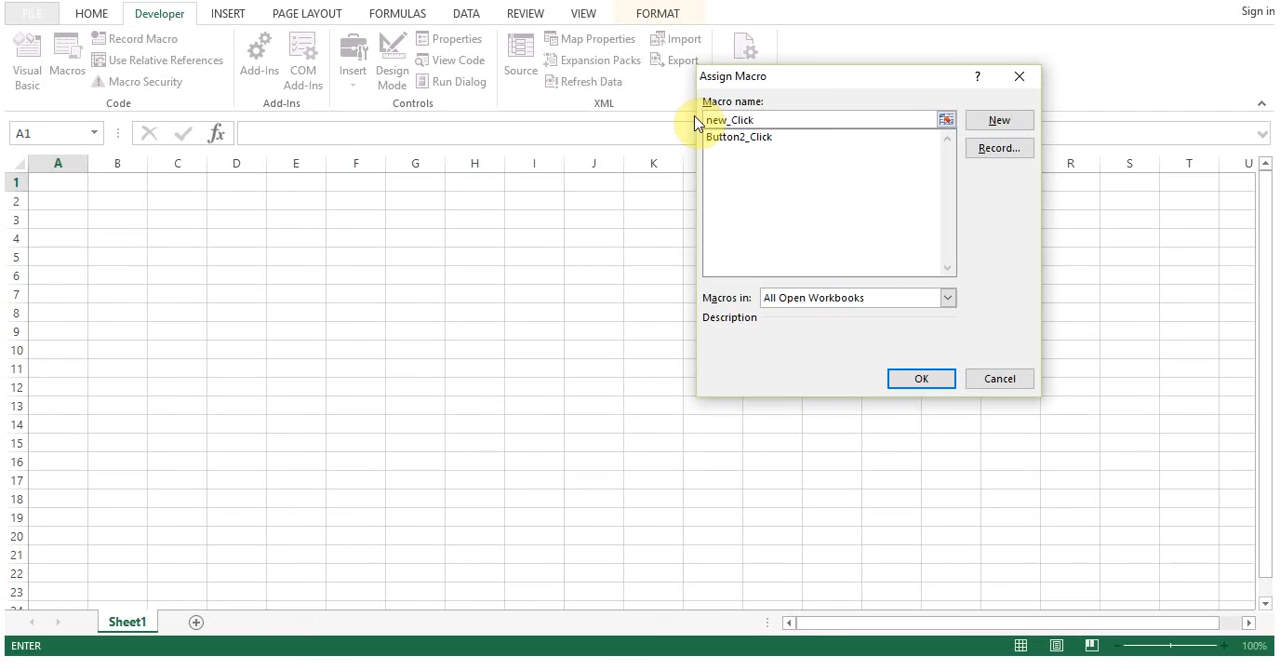 FILE HOME Developer INSERT PAGE LAYOUT FORMULAS DATA REVIEW VIEW FORMAT Sign in
Visual Basic
Macros
Record Macro
Use Relative References
Macro Security
Code
Add-Ins
COM Add-Ins
Add-Ins
Insert
Design Mode
Properties
View Code
Run Dialog
Controls
Source
Map Properties
Expansion Packs
Refresh Data
Import
Export
XML
A1
fx
A B C D E F G H I J K R S T U
1
2
3
4
5
6
7
8
9
10
11
12
13
14
15
16
17
18
19
20
21
22
23
Assign Macro ?
Macro name:
new_Click
Button2_Click
New
Record...
Macros in: All Open Workbooks
Description
OK Cancel
Sheet1
ENTER 100%